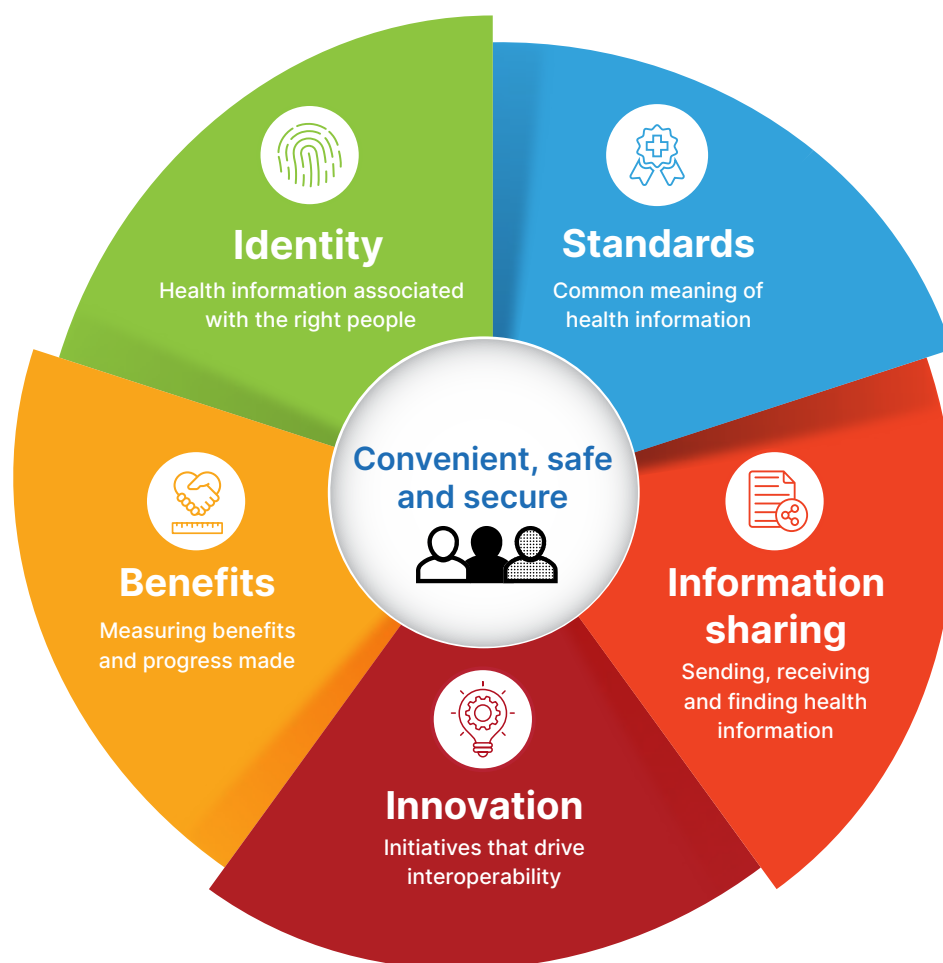 Identity
Health information associated
with the right people
Standards
Common meaning of
health information
Convenient, safe
and secure
Benefits
Measuring benefits
and progress made
Information
sharing
Sending, receiving
and finding health
information
Innovation
Initiatives that drive
interoperability